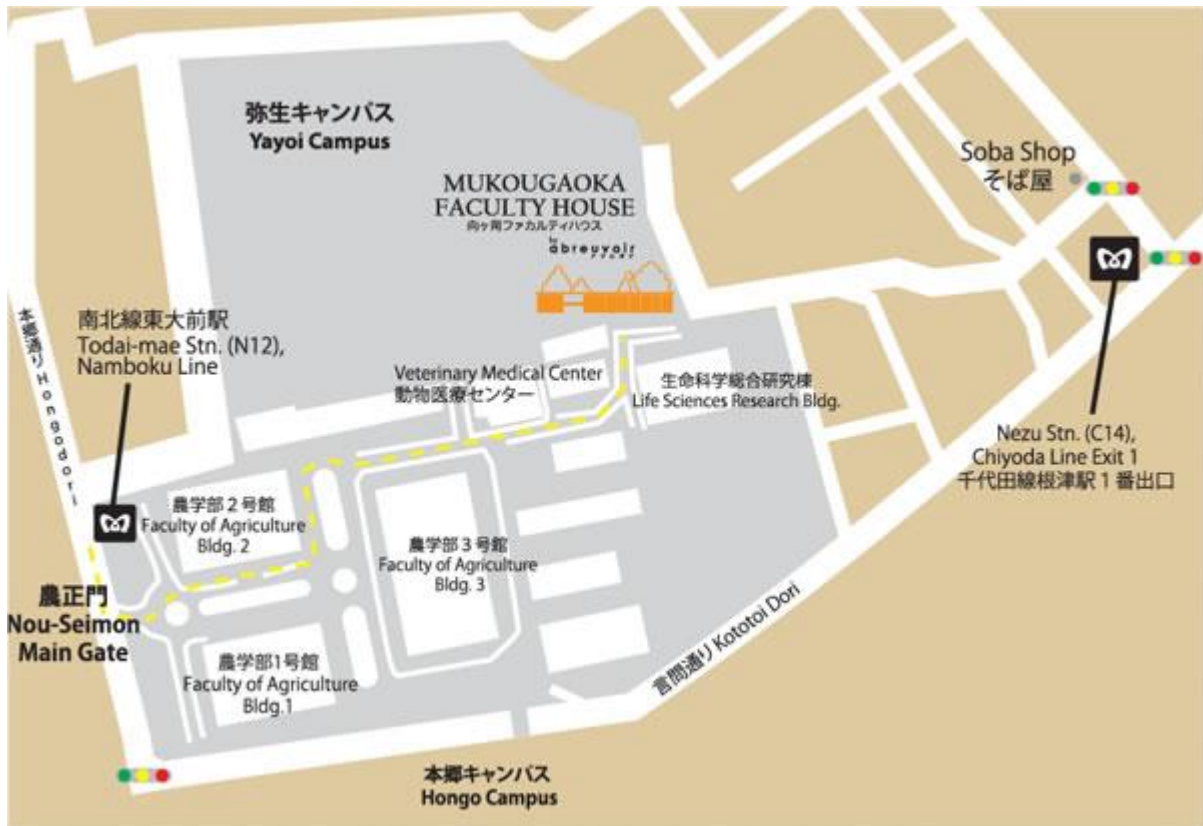 弥生キャンパス
Yayoi Campus
MUKOUGAOKA
FACULTY HOUSE
向ヶ岡ファカルティハウス
by
abreuvoir
Soba Shop
そば屋
本郷通り Hongodori
南北線東大前駅
Todai-mae Stn. (N12),
Namboku Line
Veterinary Medical Center
動物医療センター
生命科学総合研究棟
Life Sciences Research Bldg.
Nezu Stn. (C14),
Chiyoda Line Exit 1
千代田線根津駅1番出口
農学部2号館
Faculty of Agriculture
Bldg. 2
農学部3号館
Faculty of Agriculture
Bldg. 3
農正門
Nou-Seimon
Main Gate
農学部1号館
Faculty of Agriculture
Bldg.1
言問通り Kototoi Dori
本郷キャンパス
Hongo Campus